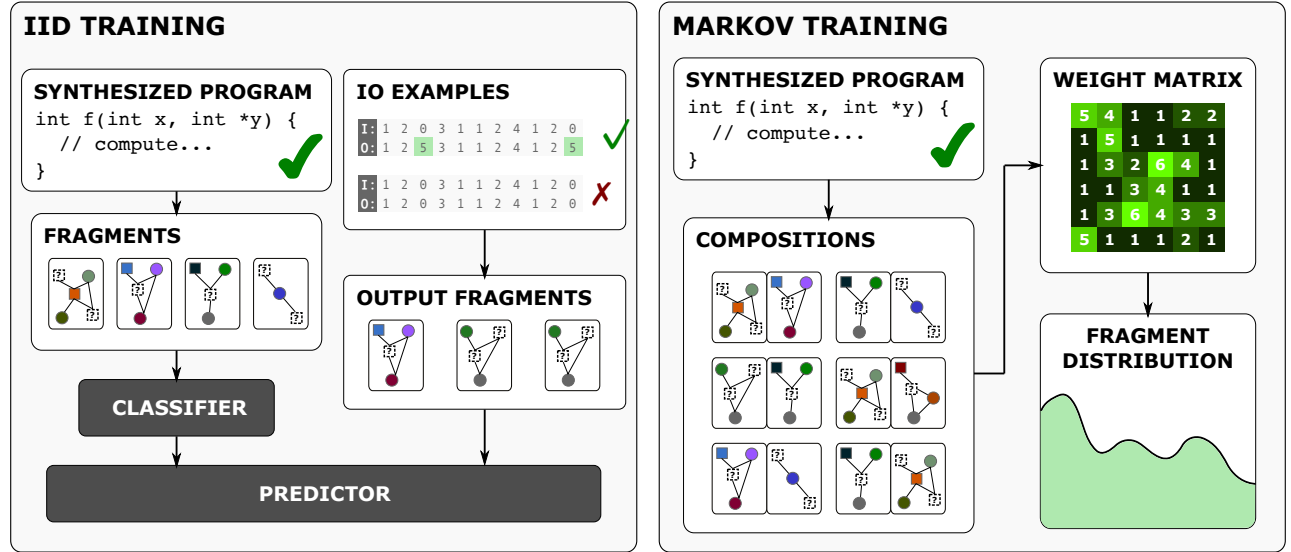 IID TRAINING
SYNTHESIZED PROGRAM
int f(int x, int *y) {
// compute...
}
IO EXAMPLES
I: 1 2 0 3 1 1 2 4 1 2 0
O: 1 2 5 3 1 1 2 4 1 2 5
I: 1 2 0 3 1 1 2 4 1 2 0
O: 1 2 0 3 1 1 2 4 1 2 0
FRAGMENTS
? ? ? ? ? ?
OUTPUT FRAGMENTS
? ? ? ? ?
CLASSIFIER
PREDICTOR
MARKOV TRAINING
SYNTHESIZED PROGRAM
int f(int x, int *y) {
// compute...
}
COMPOSITIONS
? ? ? ? ? ? ?
? ? ? ? ? ?
? ? ? ? ? ?
WEIGHT MATRIX
5 4 1 1 2 2
1 5 1 1 1 1
1 3 2 6 4 1
1 1 3 4 1 1
1 3 6 4 3 3
5 1 1 1 2 1
FRAGMENT
DISTRIBUTION